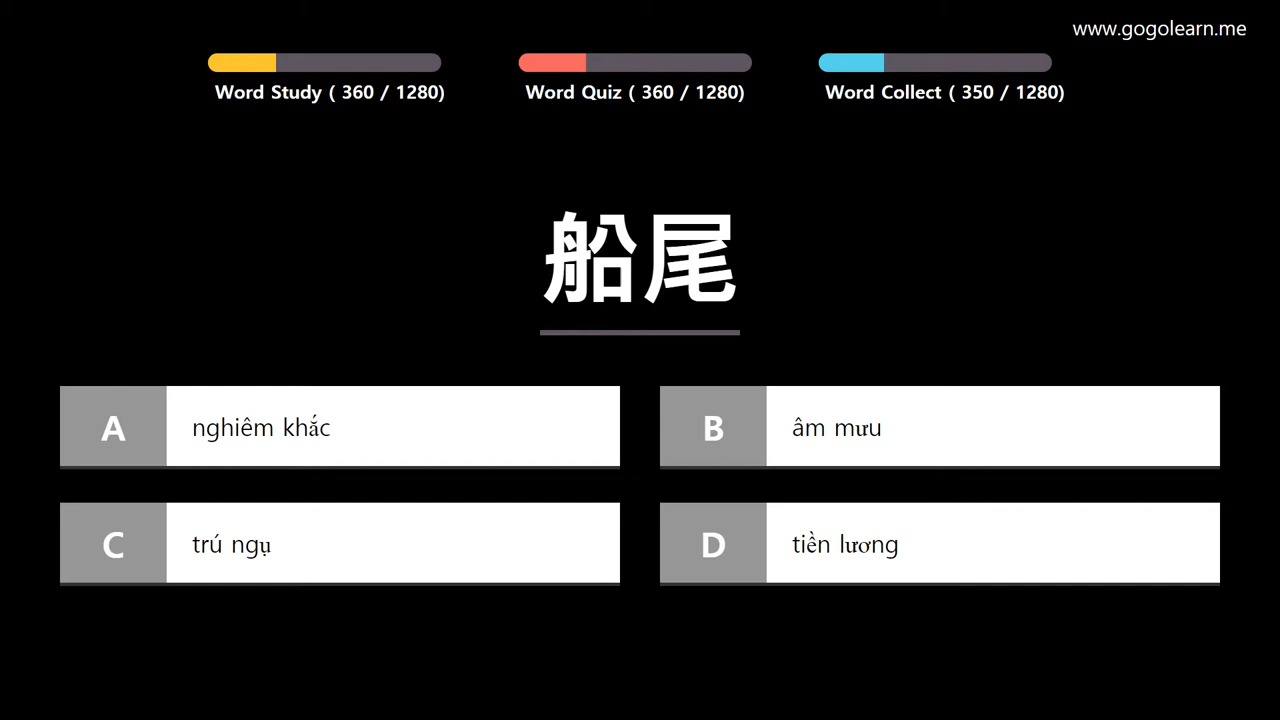 www.gogolearn.me
Word Study ( 360 / 1280)
Word Quiz ( 360 / 1280)
Word Collect ( 350 / 1280)
船尾
A nghiêm khắc
B âm mưu
C trú ngụ
D tiền lương